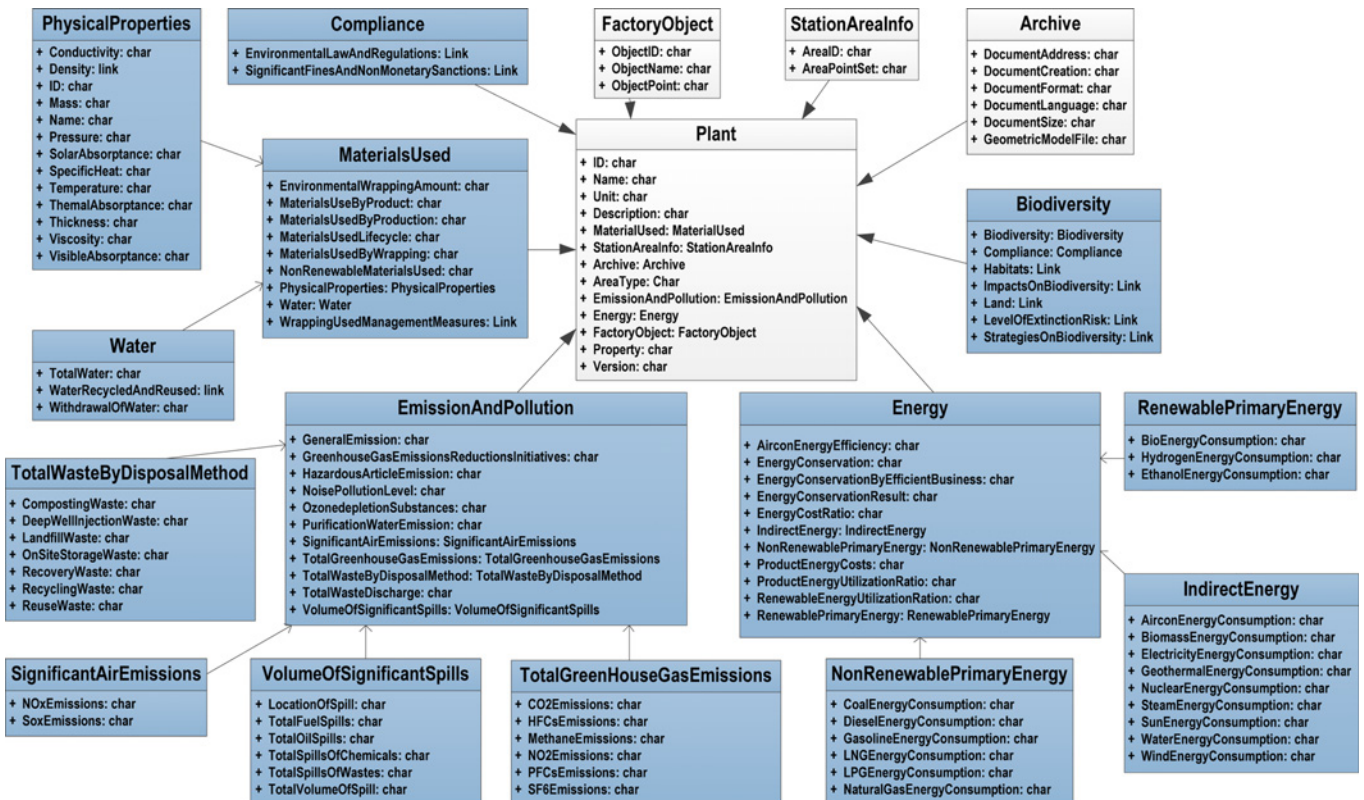 PhysicalProperties
+ Conductivity: char
+ Density: link
+ ID: char
+ Mass: char
+ Name: char
+ Pressure: char
+ SolarAbsorptance: char
+ SpecificHeat: char
+ Temperature: char
+ ThemalAbsorptance: char
+ Thickness: char
+ Viscosity: char
+ VisibleAbsorptance: char
Compliance
+ EnvironmentalLawAndRegulations: Link
+ SignificantFinesAndNonMonetarySanctions: Link
FactoryObject
+ ObjectID: char
+ ObjectName: char
+ ObjectPoint: char
StationAreaInfo
+ AreaID: char
+ AreaPointSet: char
Archive
+ DocumentAddress: char
+ DocumentCreation: char
+ DocumentFormat: char
+ DocumentLanguage: char
+ DocumentSize: char
+ GeometricModelFile: char
MaterialsUsed
+ EnvironmentalWrappingAmount: char
+ MaterialsUseByProduct: char
+ MaterialsUsedByProduction: char
+ MaterialsUsedLifecycle: char
+ MaterialsUsedByWrapping: char
+ NonRenewableMaterialsUsed: char
+ PhysicalProperties: PhysicalProperties
+ Water: Water
+ WrappingUsedManagementMeasures: Link
Plant
+ ID: char
+ Name: char
+ Unit: char
+ Description: char
+ MaterialUsed: MaterialUsed
+ StationAreaInfo: StationAreaInfo
+ Archive: Archive
+ AreaType: Char
+ EmissionAndPollution: EmissionAndPollution
+ Energy: Energy
+ FactoryObject: FactoryObject
+ Property: char
+ Version: char
Biodiversity
+ Biodiversity: Biodiversity
+ Compliance: Compliance
+ Habitats: Link
+ ImpactsOnBiodiversity: Link
+ Land: Link
+ LevelOfExtinctionRisk: Link
+ StrategiesOnBiodiversity: Link
Water
+ TotalWater: char
+ WaterRecycledAndReused: link
+ WithdrawalOfWater: char
EmissionAndPollution
+ GeneralEmission: char
+ GreenhouseGasEmissionsReductionsInitiatives: char
+ HazardousArticleEmission: char
+ NoisePollutionLevel: char
+ OzonedepletionSubstances: char
+ PurificationWaterEmission: char
+ SignificantAirEmissions: SignificantAirEmissions
+ TotalGreenhouseGasEmissions: TotalGreenhouseGasEmissions
+ TotalWasteByDisposalMethod: TotalWasteByDisposalMethod
+ TotalWasteDischarge: char
+ VolumeOfSignificantSpills: VolumeOfSignificantSpills
Energy
+ AirconEnergyEfficiency: char
+ EnergyConservation: char
+ EnergyConservationByEfficientBusiness: char
+ EnergyConservationResult: char
+ EnergyCostRatio: char
+ IndirectEnergy: IndirectEnergy
+ NonRenewablePrimaryEnergy: NonRenewablePrimaryEnergy
+ ProductEnergyCosts: char
+ ProductEnergyUtilizationRatio: char
+ RenewableEnergyUtilizationRation: char
+ RenewablePrimaryEnergy: RenewablePrimaryEnergy
RenewablePrimaryEnergy
+ BioEnergyConsumption: char
+ HydrogenEnergyConsumption: char
+ EthanolEnergyConsumption: char
TotalWasteByDisposalMethod
+ CompostingWaste: char
+ DeepWellInjectionWaste: char
+ LandfillWaste: char
+ OnSiteStorageWaste: char
+ RecoveryWaste: char
+ RecyclingWaste: char
+ ReuseWaste: char
IndirectEnergy
+ AirconEnergyConsumption: char
+ BiomassEnergyConsumption: char
+ ElectricityEnergyConsumption: char
+ GeothermalEnergyConsumption: char
+ NuclearEnergyConsumption: char
+ SteamEnergyConsumption: char
+ SunEnergyConsumption: char
+ WaterEnergyConsumption: char
+ WindEnergyConsumption: char
SignificantAirEmissions
+ NOxEmissions: char
+ SoxEmissions: char
VolumeOfSignificantSpills
+ LocationOfSpill: char
+ TotalFuelSpills: char
+ TotalOilSpills: char
+ TotalSpillsOfChemicals: char
+ TotalSpillsOfWastes: char
+ TotalVolumeOfSpill: char
TotalGreenHouseGasEmissions
+ CO2Emissions: char
+ HFCsEmissions: char
+ MethaneEmissions: char
+ NO2Emissions: char
+ PFCsEmissions: char
+ SF6Emissions: char
NonRenewablePrimaryEnergy
+ CoalEnergyConsumption: char
+ DieselEnergyConsumption: char
+ GasolineEnergyConsumption: char
+ LNGEnergyConsumption: char
+ LPGEnergyConsumption: char
+ NaturalGasEnergyConsumption: char